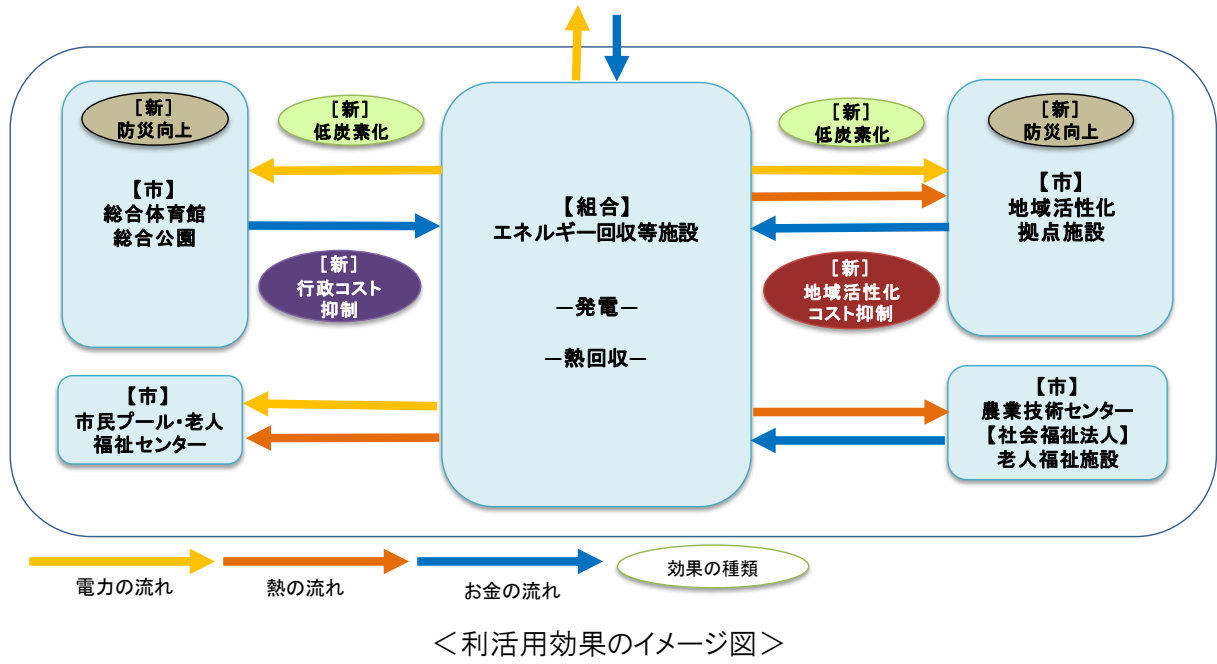 [新]
防災向上
【市】
総合体育館
総合公園
[新]
低炭素化
[新]
行政コスト
抑制
【市】
市民プール・老人
福祉センター
【組合】
エネルギー回収等施設
―発電―
―熱回収―
[新]
低炭素化
[新]
地域活性化
コスト抑制
[新]
防災向上
【市】
地域活性化
拠点施設
【市】
農業技術センター
【社会福祉法人】
老人福祉施設
電力の流れ
熱の流れ
お金の流れ
効果の種類
＜利活用効果のイメージ図＞